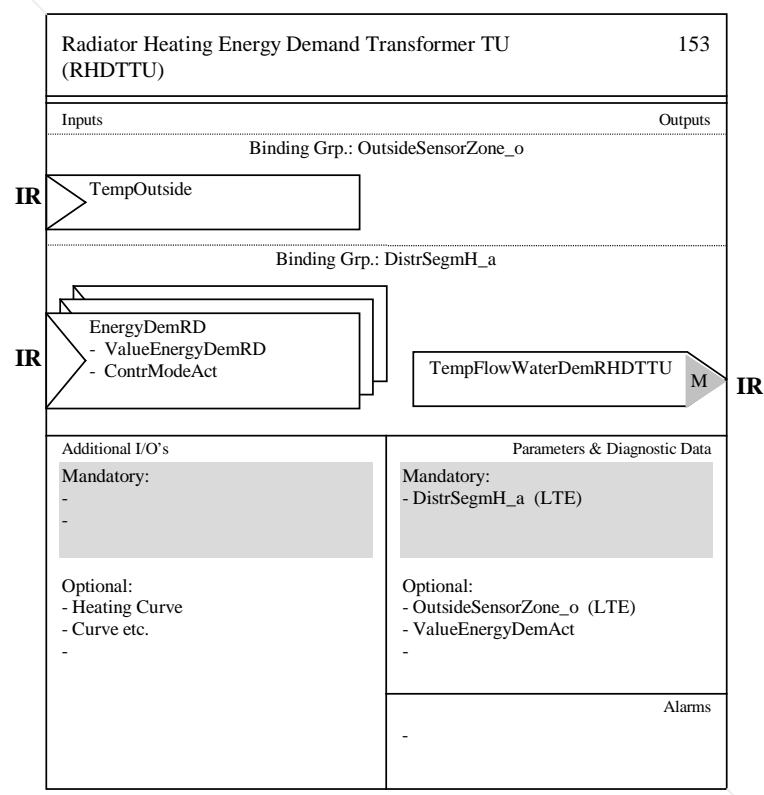 Radiator Heating Energy Demand Transformer TU 153
(RHDTTU)
Inputs Outputs
Binding Grp.: OutsideSensorZone_o
IR TempOutside
Binding Grp.: DistrSegmH_a
EnergyDemRD
- ValueEnergyDemRD
IR - ContrModeAct
TempFlowWaterDemRHDTTU M IR
Additional I/O's
Mandatory:
-
-
Optional:
- Heating Curve
- Curve etc.
-
Parameters & Diagnostic Data
Mandatory:
- DistrSegmH_a (LTE)
Optional:
- OutsideSensorZone_o (LTE)
- ValueEnergyDemAct
-
Alarms
-